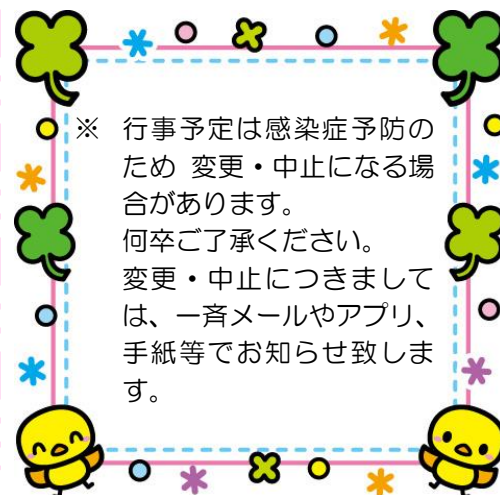 ※ 行事予定は感染症予防の
ため 変更・中止になる場
合があります。
何卒ご了承ください。
変更・中止につきまして
は、一斉メールやアプリ、
手紙等でお知らせ致しま
す。